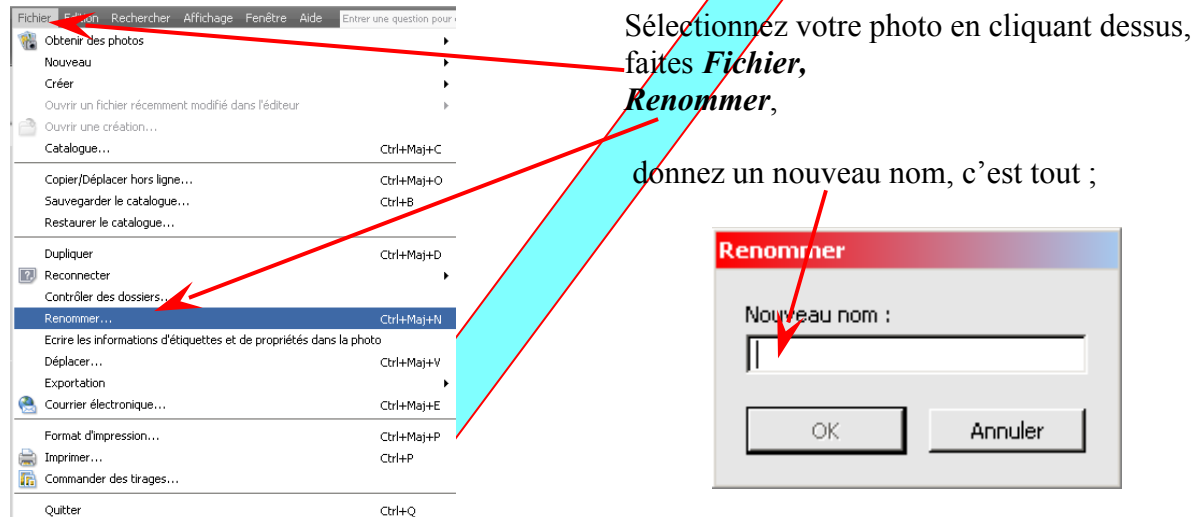 Fichier Edition Rechercher Affichage Fenêtre Aide Entrer une question pour
Obtenir des photos
Nouveau
Créer
Ouvrir un fichier récemment modifié dans l'éditeur
Ouvrir une création...
Catalogue... Ctrl+Maj+C
Copier/Déplacer hors ligne... Ctrl+Maj+O
Sauvegarder le catalogue... Ctrl+B
Restaurer le catalogue...
Dupliquer Ctrl+Maj+D
Reconnecter
Contrôler des dossiers...
Renommer... Ctrl+Maj+N
Ecrire les informations d'étiquettes et de propriétés dans la photo
Déplacer... Ctrl+Maj+V
Exportation
Courrier électronique... Ctrl+Maj+E
Format d'impression... Ctrl+Maj+P
Imprimer... Ctrl+P
Commander des tirages...
Quitter Ctrl+Q
Sélectionnez votre photo en cliquant dessus,
faites Fichier,
Renommer,
donnez un nouveau nom, c’est tout ;
Renommer
Nouveau nom :
OK Annuler